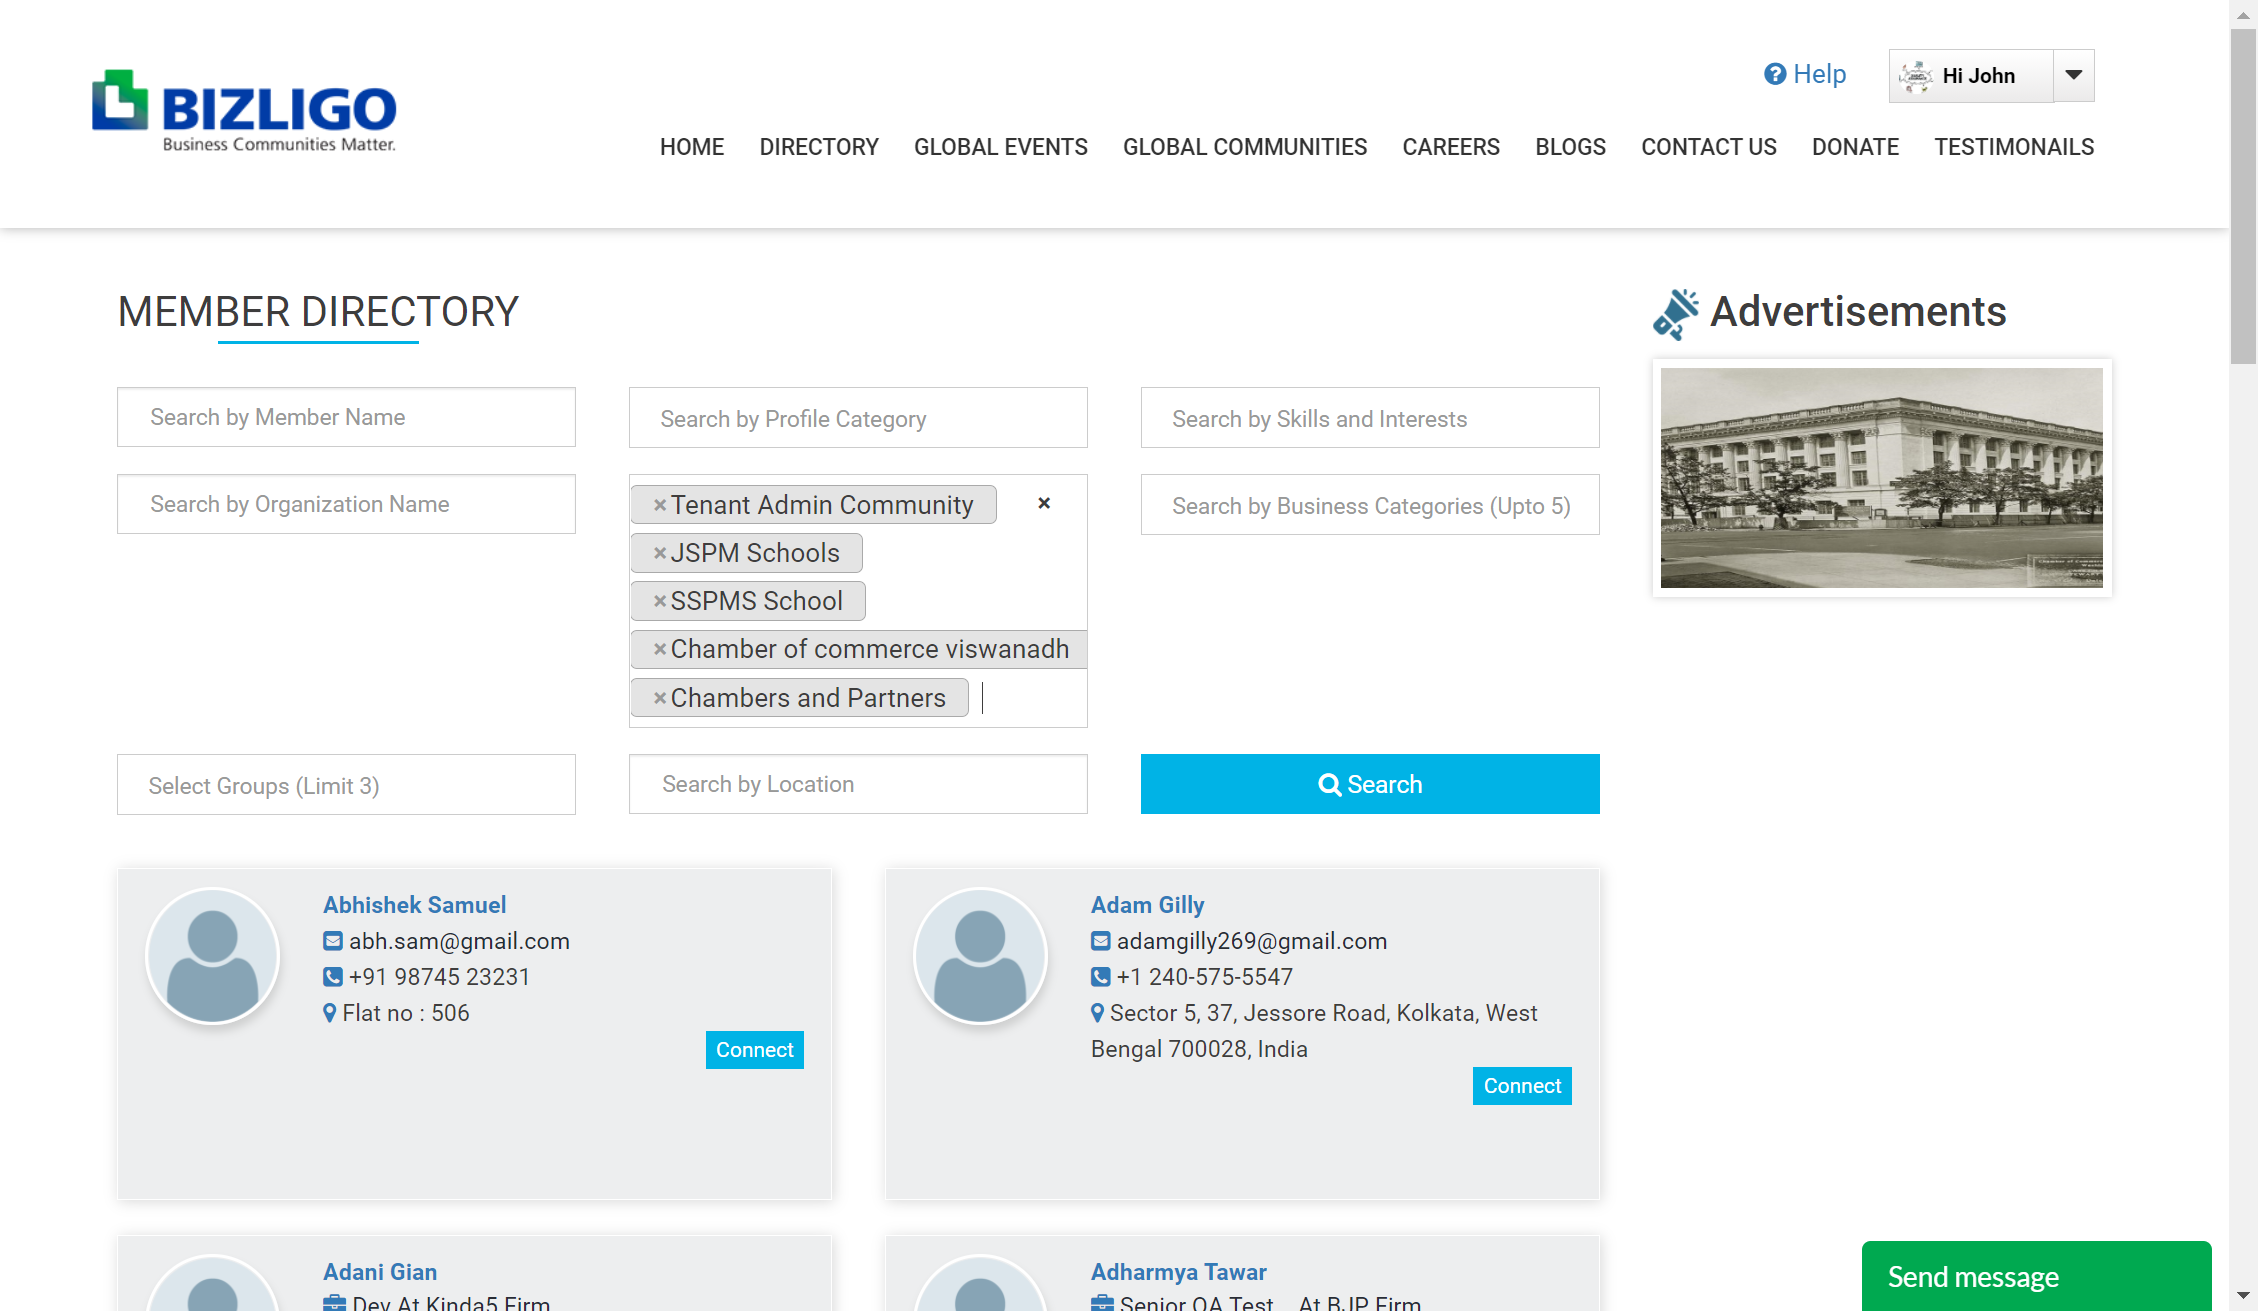 BIZLIGO
Business Communities Matter.
Help
Hi John
HOME DIRECTORY GLOBAL EVENTS GLOBAL COMMUNITIES CAREERS BLOGS CONTACT US DONATE TESTIMONAILS
MEMBER DIRECTORY
Advertisements
Search by Member Name
Search by Profile Category
Search by Skills and Interests
Search by Organization Name
×Tenant Admin Community ×
×JSPM Schools
×SSPMS School
×Chamber of commerce viswanadh
×Chambers and Partners
Search by Business Categories (Upto 5)
Select Groups (Limit 3)
Search by Location
Search
Abhishek Samuel
abh.sam@gmail.com
+91 98745 23231
Flat no : 506
Connect
Adam Gilly
adamgilly269@gmail.com
+1 240-575-5547
Sector 5, 37, Jessore Road, Kolkata, West
Bengal 700028, India
Connect
Adani Gian
Dev At Kinda5 Firm
Adharmya Tawar
Senior QA Test... At BJP Firm
Send message